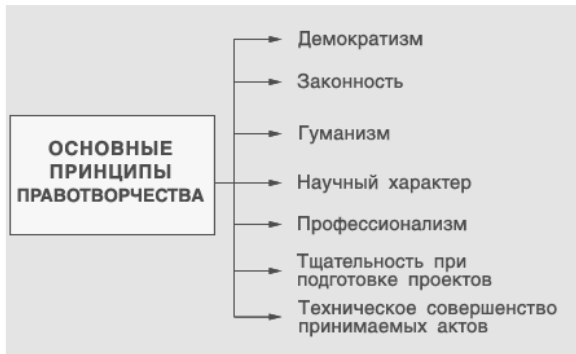 ОСНОВНЫЕ
ПРИНЦИПЫ
ПРАВОТВОРЧЕСТВА
Демократизм
Законность
Гуманизм
Научный характер
Профессионализм
Тщательность при
подготовке проектов
Техническое совершенство
принимаемых актов